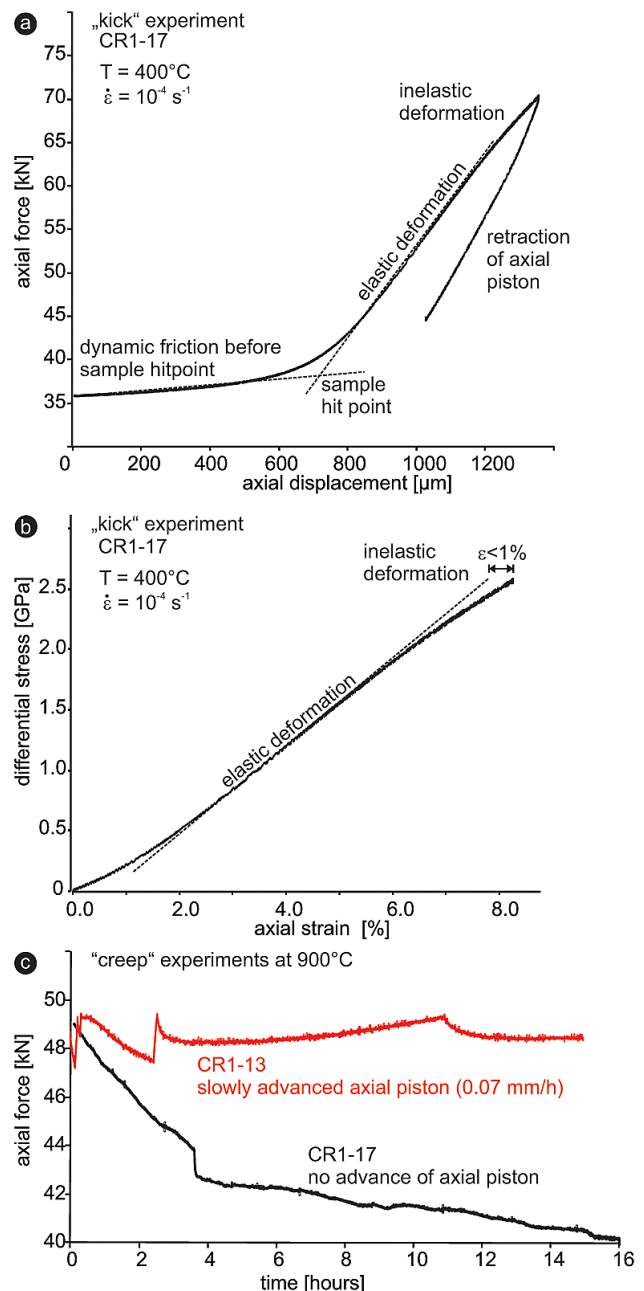 a
„kick“ experiment
CR1-17
T = 400°C
ε̇ = 10⁻⁴ s⁻¹
inelastic
deformation
elastic deformation
retraction
of axial
piston
dynamic friction before
sample hitpoint
sample
hit point
axial force [kN]
75
70
65
60
55
50
45
40
35
0 200 400 600 800 1000 1200
axial displacement [µm]
b
„kick“ experiment
CR1-17
T = 400°C
ε̇ = 10⁻⁴ s⁻¹
inelastic
deformation
ε<1%
elastic deformation
differential stress [GPa]
2.5
2.0
1.5
1.0
0.5
0
0.0 2.0 4.0 6.0 8.0
axial strain [%]
c
“creep” experiments at 900°C
CR1-13
slowly advanced axial piston (0.07 mm/h)
CR1-17
no advance of axial piston
axial force [kN]
50
48
46
44
42
40
0 2 4 6 8 10 12 14 16
time [hours]